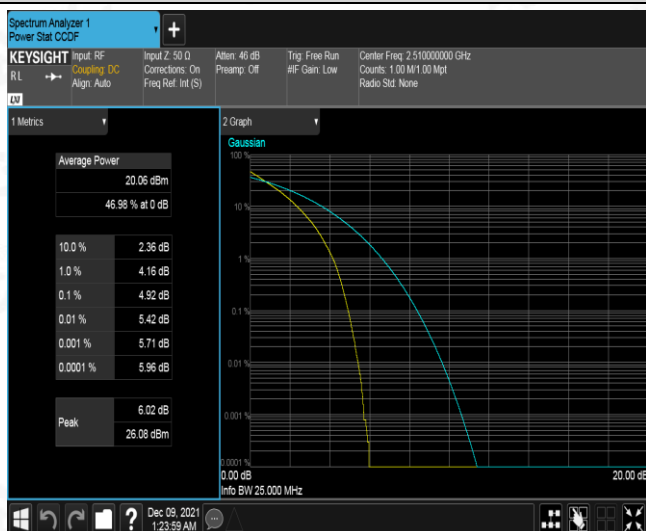 Spectrum Analyzer 1
Power Stat CCDF
+
KEYSIGHT
RL
LXI
Input: RF
Coupling: DC
Align: Auto
Input Z: 50 Ω
Corrections: On
Freq Ref: Int (S)
Atten: 46 dB
Preamp: Off
Trig: Free Run
#IF Gain: Low
Center Freq: 2.510000000 GHz
Counts: 1.00 M/1.00 Mpt
Radio Std: None
1 Metrics
Average Power
20.06 dBm
46.98 % at 0 dB
10.0 % 2.36 dB
1.0 % 4.16 dB
0.1 % 4.92 dB
0.01 % 5.42 dB
0.001 % 5.71 dB
0.0001 % 5.96 dB
Peak
6.02 dB
26.08 dBm
2 Graph
Gaussian
100 %
10 %
1 %
0.1 %
0.01 %
0.001 %
0.0001 %
0.00 dB 20.00 dB
Info BW 25.000 MHz
?
Dec 09, 2021
1:23:59 AM